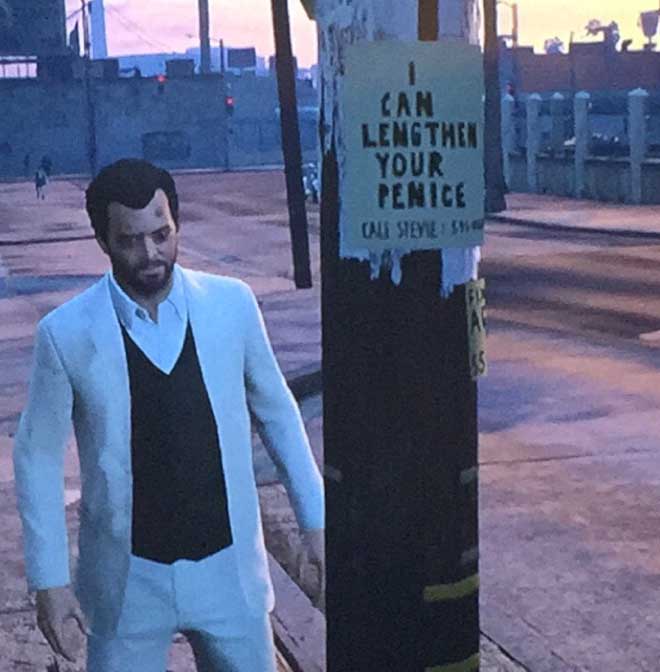 I
CAN
LENGTHEN
YOUR
PENICE
CALL STEVIE :